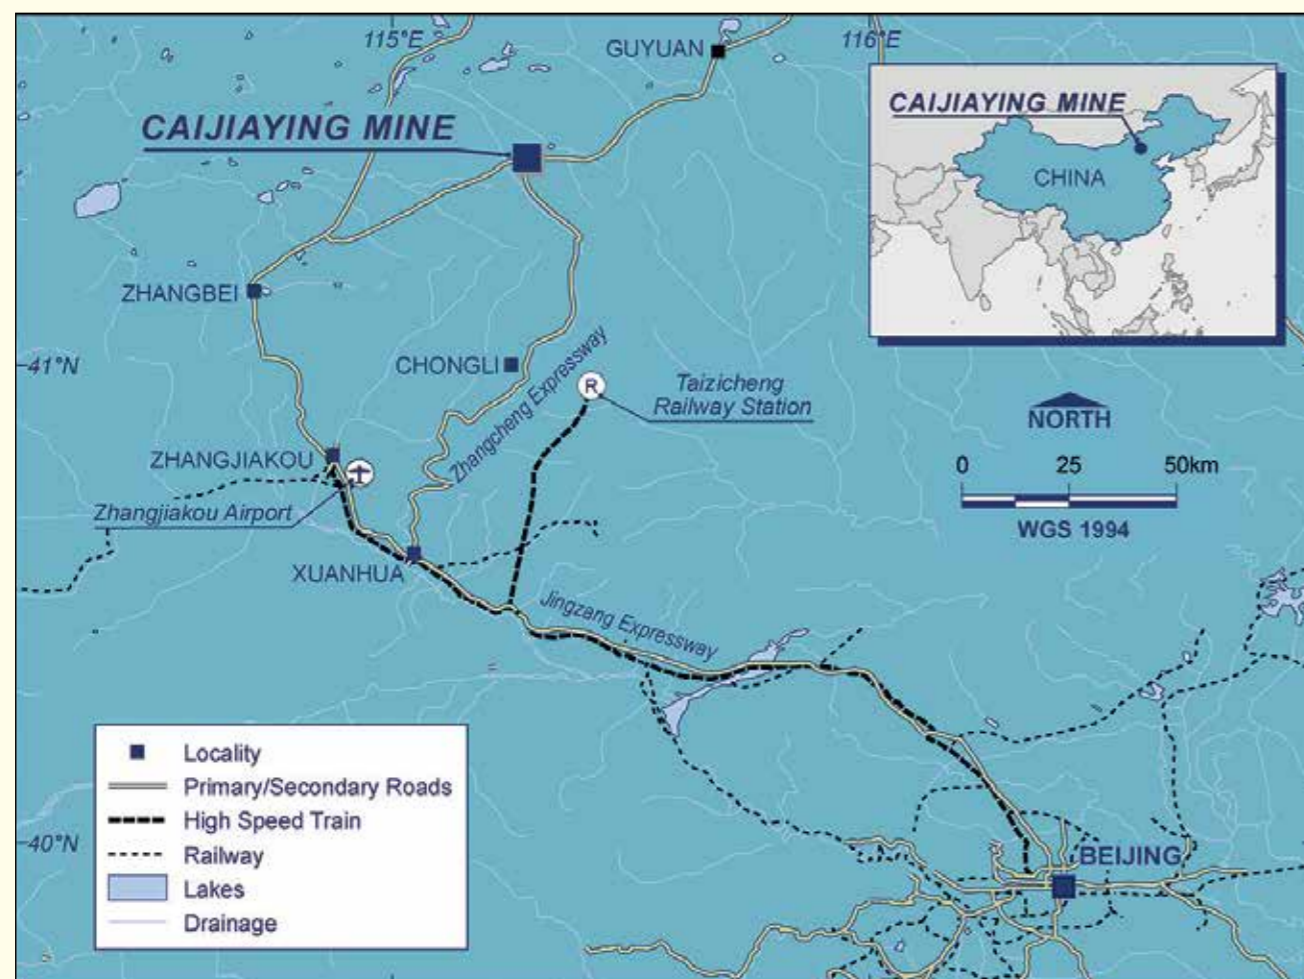 115°E
GUYUAN
116°E
CAIJIAYING MINE
CAIJIAYING MINE
CHINA
ZHANGBEI
41°N
CHONGLI
Zhangcheng Expressway
R
Taizicheng
Railway Station
NORTH
0 25 50km
WGS 1994
ZHANGJIAKOU
Zhangjiakou Airport
XUANHUA
Jingzang Expressway
Locality
Primary/Secondary Roads
High Speed Train
Railway
Lakes
Drainage
40°N
BEIJING